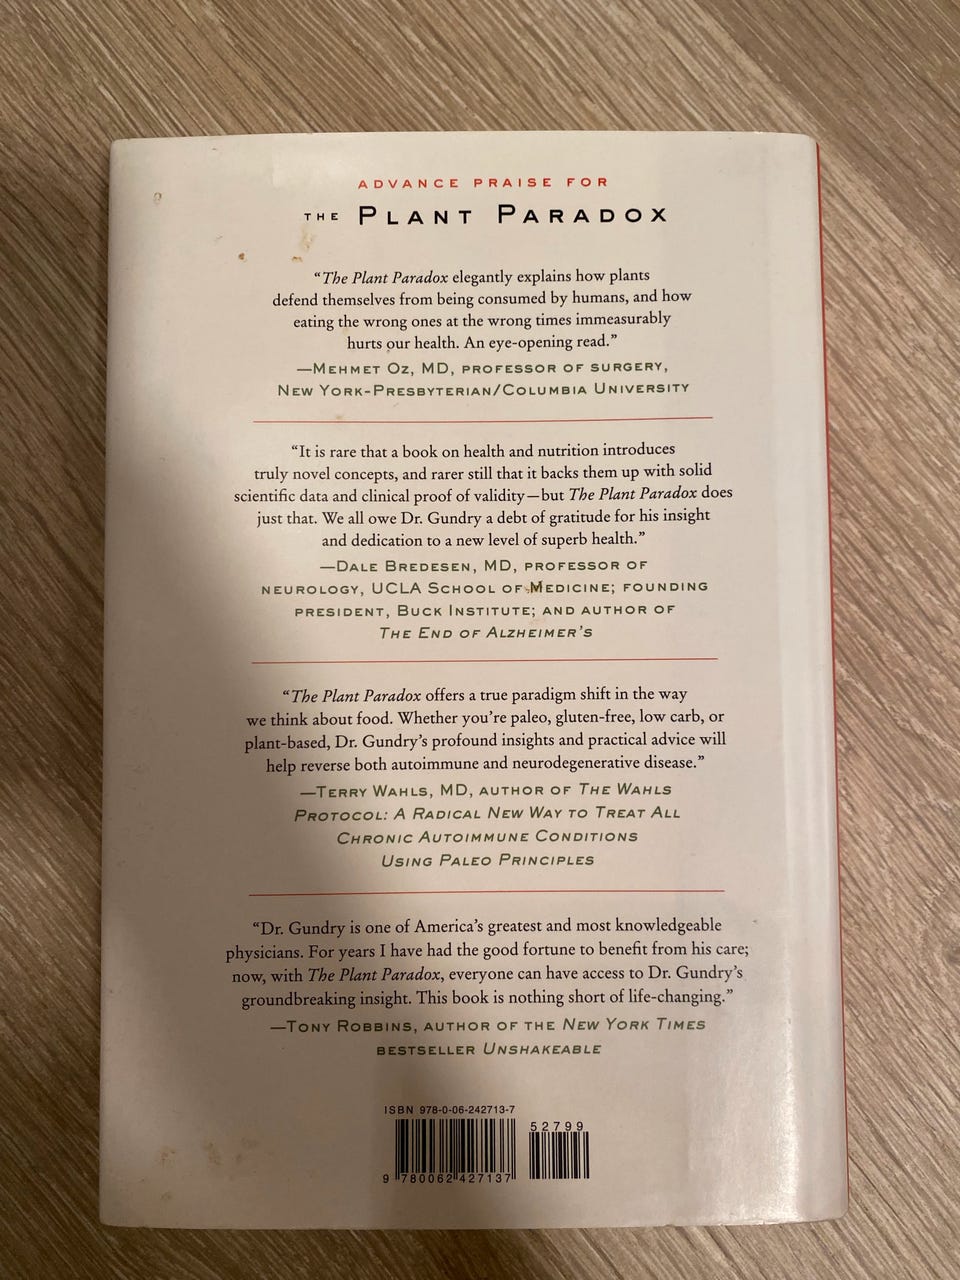 ADVANCE PRAISE FOR
THE PLANT PARADOX
“The Plant Paradox elegantly explains how plants
defend themselves from being consumed by humans, and how
eating the wrong ones at the wrong times immeasurably
hurts our health. An eye-opening read.”
—MEHMET OZ, MD, PROFESSOR OF SURGERY,
NEW YORK-PRESBYTERIAN/COLUMBIA UNIVERSITY
“It is rare that a book on health and nutrition introduces
truly novel concepts, and rarer still that it backs them up with solid
scientific data and clinical proof of validity—but The Plant Paradox does
just that. We all owe Dr. Gundry a debt of gratitude for his insight
and dedication to a new level of superb health.”
—DALE BREDESEN, MD, PROFESSOR OF
NEUROLOGY, UCLA SCHOOL OF MEDICINE; FOUNDING
PRESIDENT, BUCK INSTITUTE; AND AUTHOR OF
THE END OF ALZHEIMER’S
“The Plant Paradox offers a true paradigm shift in the way
we think about food. Whether you’re paleo, gluten-free, low carb, or
plant-based, Dr. Gundry’s profound insights and practical advice will
help reverse both autoimmune and neurodegenerative disease.”
—TERRY WAHLS, MD, AUTHOR OF THE WAHLS
PROTOCOL: A RADICAL NEW WAY TO TREAT ALL
CHRONIC AUTOIMMUNE CONDITIONS
USING PALEO PRINCIPLES
“Dr. Gundry is one of America’s greatest and most knowledgeable
physicians. For years I have had the good fortune to benefit from his care;
now, with The Plant Paradox, everyone can have access to Dr. Gundry’s
groundbreaking insight. This book is nothing short of life-changing.”
—TONY ROBBINS, AUTHOR OF THE NEW YORK TIMES
BESTSELLER UNSHAKEABLE
ISBN 978-0-06-242713-7
52799
9 780062 427137